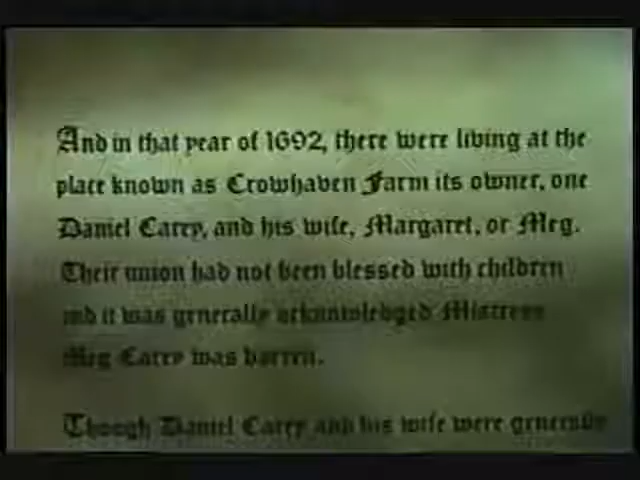 And in that year of 1692, there were living at the
place known as Crowhaven Farm its owner, one
Daniel Carey, and his wife, Margaret, or Meg.
Their union had not been blessed with children
and it was generally acknowledged Mistress
Meg Carey was barren.
Though Daniel Carey and his wife were generally